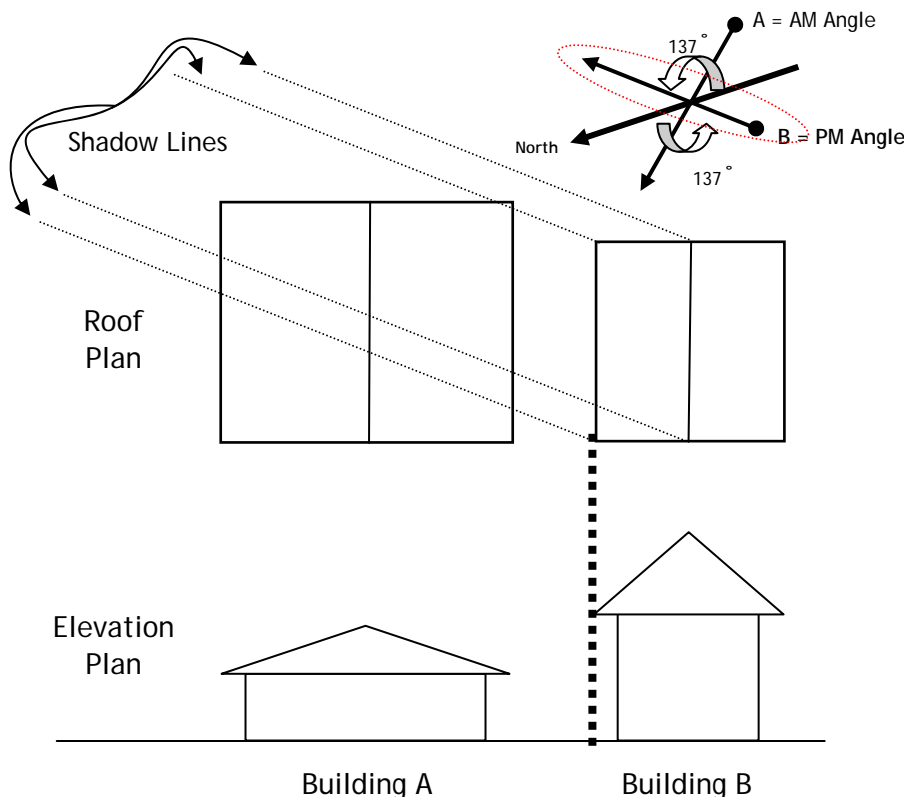 A = AM Angle
137°
Shadow Lines
B = PM Angle
North
137°
Roof
Plan
Elevation
Plan
Building A
Building B